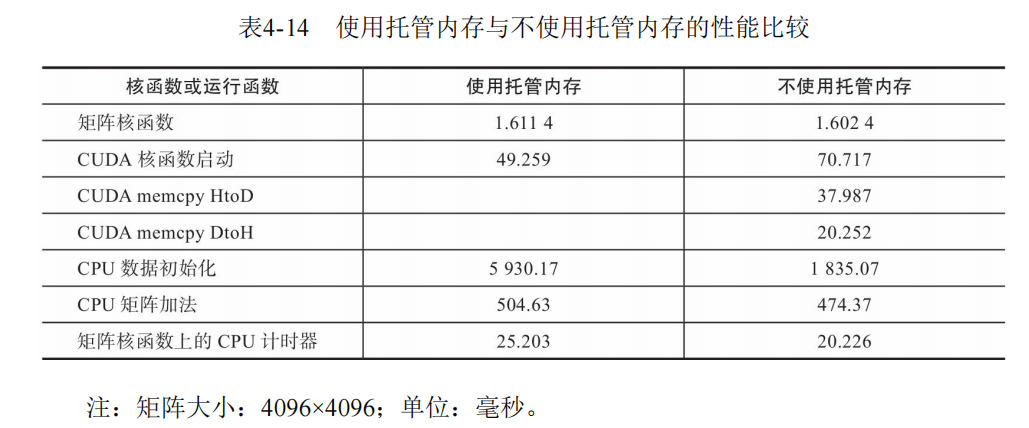 表4-14 使用托管内存与不使用托管内存的性能比较
核函数或运行函数 使用托管内存 不使用托管内存
矩阵核函数 1.611 4 1.602 4
CUDA 核函数启动 49.259 70.717
CUDA memcpy HtoD 37.987
CUDA memcpy DtoH 20.252
CPU 数据初始化 5 930.17 1 835.07
CPU 矩阵加法 504.63 474.37
矩阵核函数上的 CPU 计时器 25.203 20.226
注：矩阵大小：4096×4096；单位：毫秒。